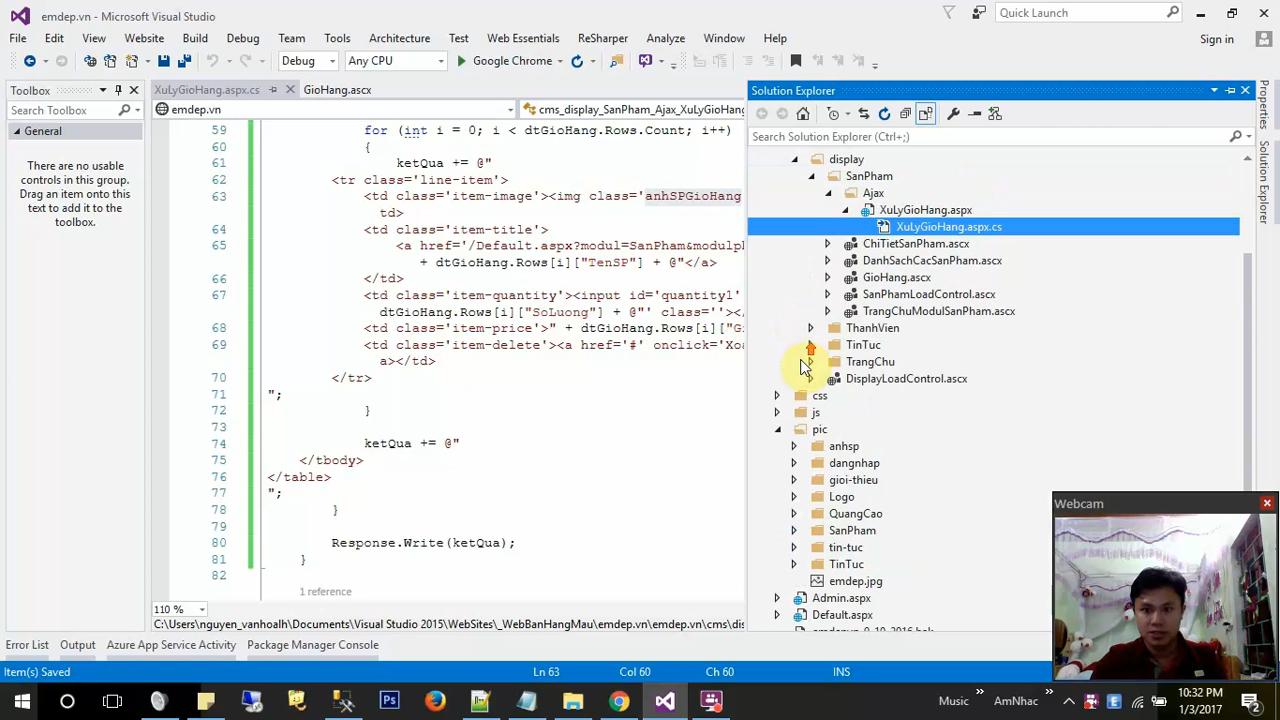 emdep.vn - Microsoft Visual Studio
Quick Launch
File Edit View Website Build Debug Team Tools Architecture Test Web Essentials ReSharper Analyze Window Help
Sign in
Debug Any CPU Google Chrome
Toolbox
Search Toolbox
General
There are no usable
controls in this group.
Drag an item onto this
text to add it to the
toolbox.
XuLyGioHang.aspx.cs GioHang.ascx
emdep.vn cms_display_SanPham_Ajax_XuLyGioHang
59 for (int i = 0; i < dtGioHang.Rows.Count; i++)
60 {
61 ketQua += @"
62 <tr class='line-item'>
63 <td class='item-image'><img class='anhSPGioHang
td>
64 <td class='item-title'>
65 <a href='/Default.aspx?modul=SanPham&modulp
+ dtGioHang.Rows[i]["TenSP"] + @"</a>
66 </td>
67 <td class='item-quantity'><input id='quantity1'
dtGioHang.Rows[i]["SoLuong"] + @"' class=''></
68 <td class='item-price'>" + dtGioHang.Rows[i]["G
69 <td class='item-delete'><a href='#' onclick='Xo
a></td>
70 </tr>
71 ";
72 }
73
74 ketQua += @"
75 </tbody>
76 </table>
77 ";
78 }
79
80 Response.Write(ketQua);
81 }
82
1 reference
110 %
C:\Users\nguyen_vanhoalh\Documents\Visual Studio 2015\WebSites\_WebBanHangMau\emdep.vn\emdep.vn\cms\dis
Solution Explorer
Search Solution Explorer (Ctrl+;)
display
SanPham
Ajax
XuLyGioHang.aspx
XuLyGioHang.aspx.cs
ChiTietSanPham.ascx
DanhSachCacSanPham.ascx
GioHang.ascx
SanPhamLoadControl.ascx
TrangChuModulSanPham.ascx
ThanhVien
TinTuc
TrangChu
DisplayLoadControl.ascx
css
js
pic
anhsp
dangnhap
gioi-thieu
Logo
QuangCao
SanPham
tin-tuc
TinTuc
emdep.jpg
Admin.aspx
Default.aspx
Properties
Solution Explorer
Webcam
Error List Output Azure App Service Activity Package Manager Console
Item(s) Saved Ln 63 Col 60 Ch 60 INS
Music » AmNhac »
10:32 PM
1/3/2017
2